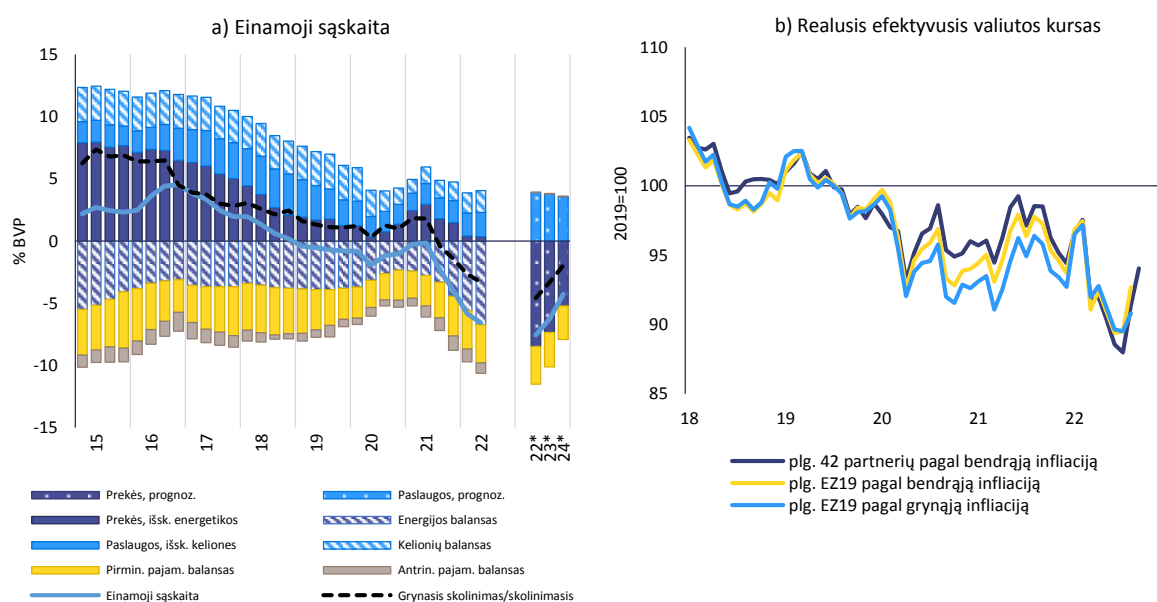 a) Einamoji sąskaita
% BVP
15
10
5
0
-5
-10
-15
15
16
17
18
19
20
21
22
22*
23*
24*
Prekės, prognoz.
Paslaugos, prognoz.
Prekės, išsk. energetikos
Energijos balansas
Paslaugos, išsk. keliones
Kelionių balansas
Pirmin. pajam. balansas
Antrin. pajam. balansas
Einamoji sąskaita
Grynasis skolinimas/skolinimasis
b) Realusis efektyvusis valiutos kursas
2019=100
110
105
100
95
90
85
18
19
20
21
22
plg. 42 partnerių pagal bendrąją infliaciją
plg. EZ19 pagal bendrąją infliaciją
plg. EZ19 pagal grynąją infliaciją